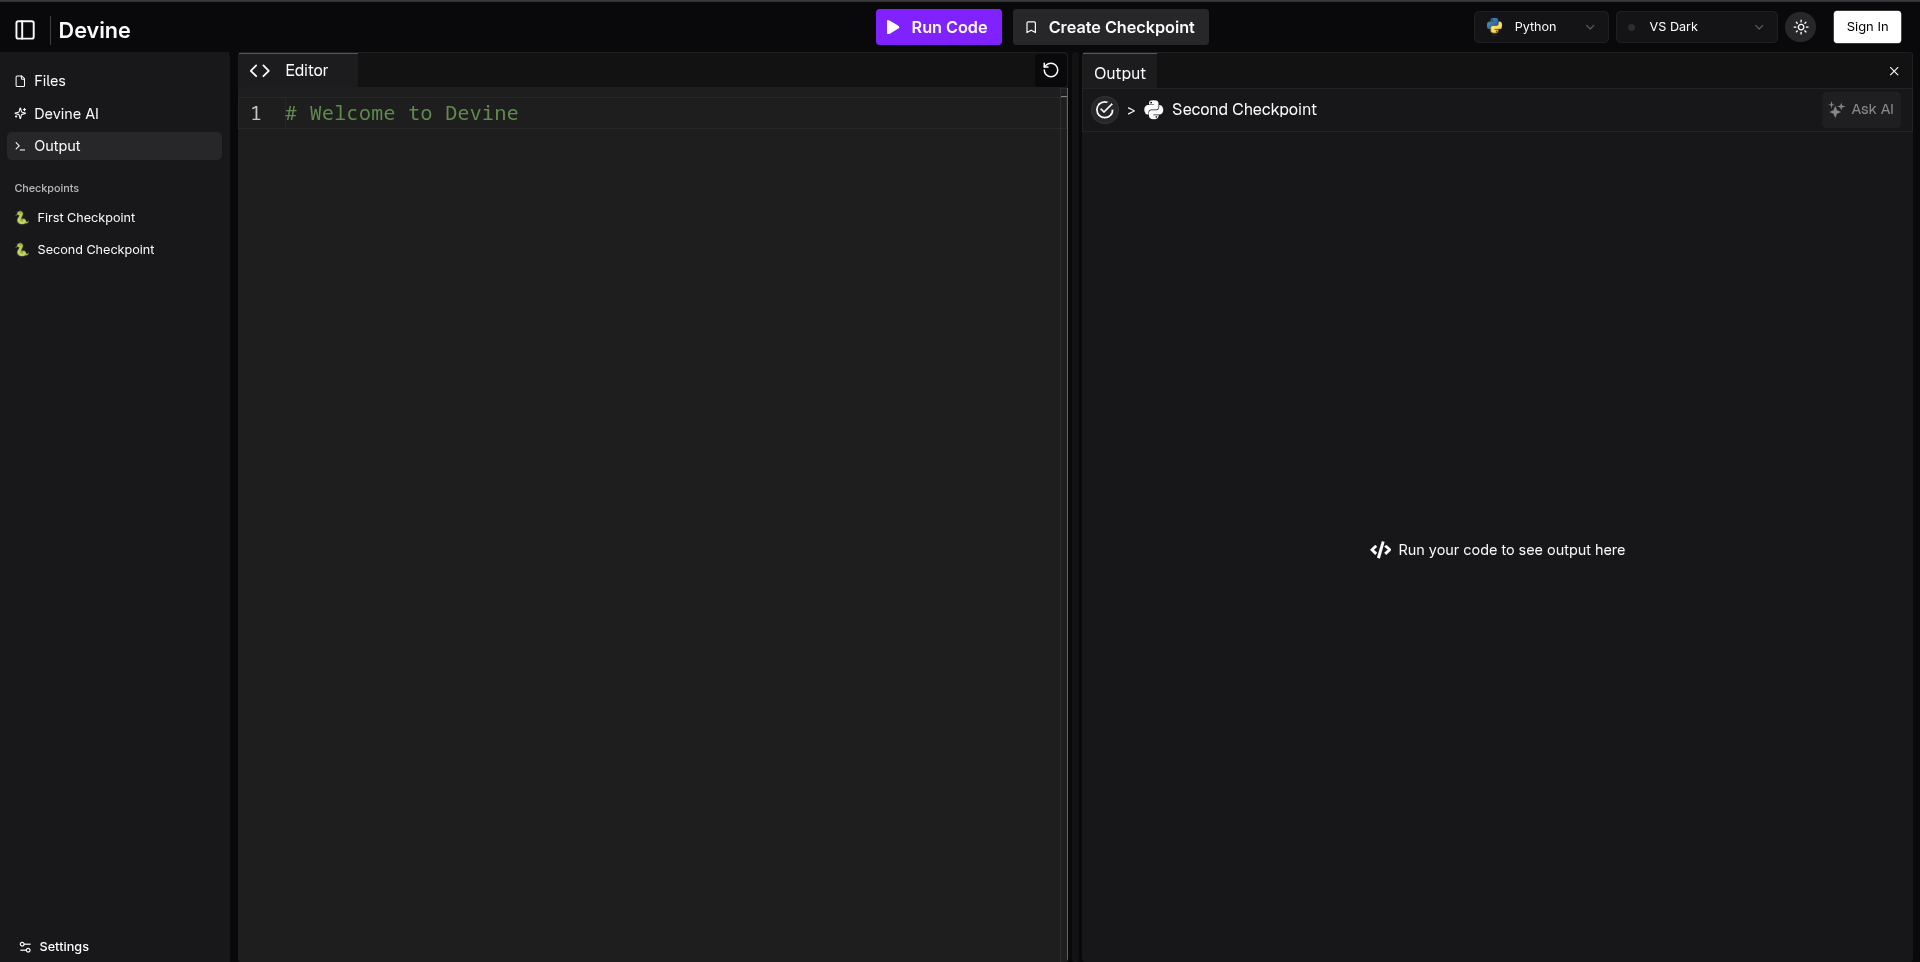 Devine
Run Code
Create Checkpoint
Python
VS Dark
Sign In
Files
Devine AI
Output
Checkpoints
First Checkpoint
Second Checkpoint
Settings
Editor
1 # Welcome to Devine
Output
> Second Checkpoint
Ask AI
Run your code to see output here